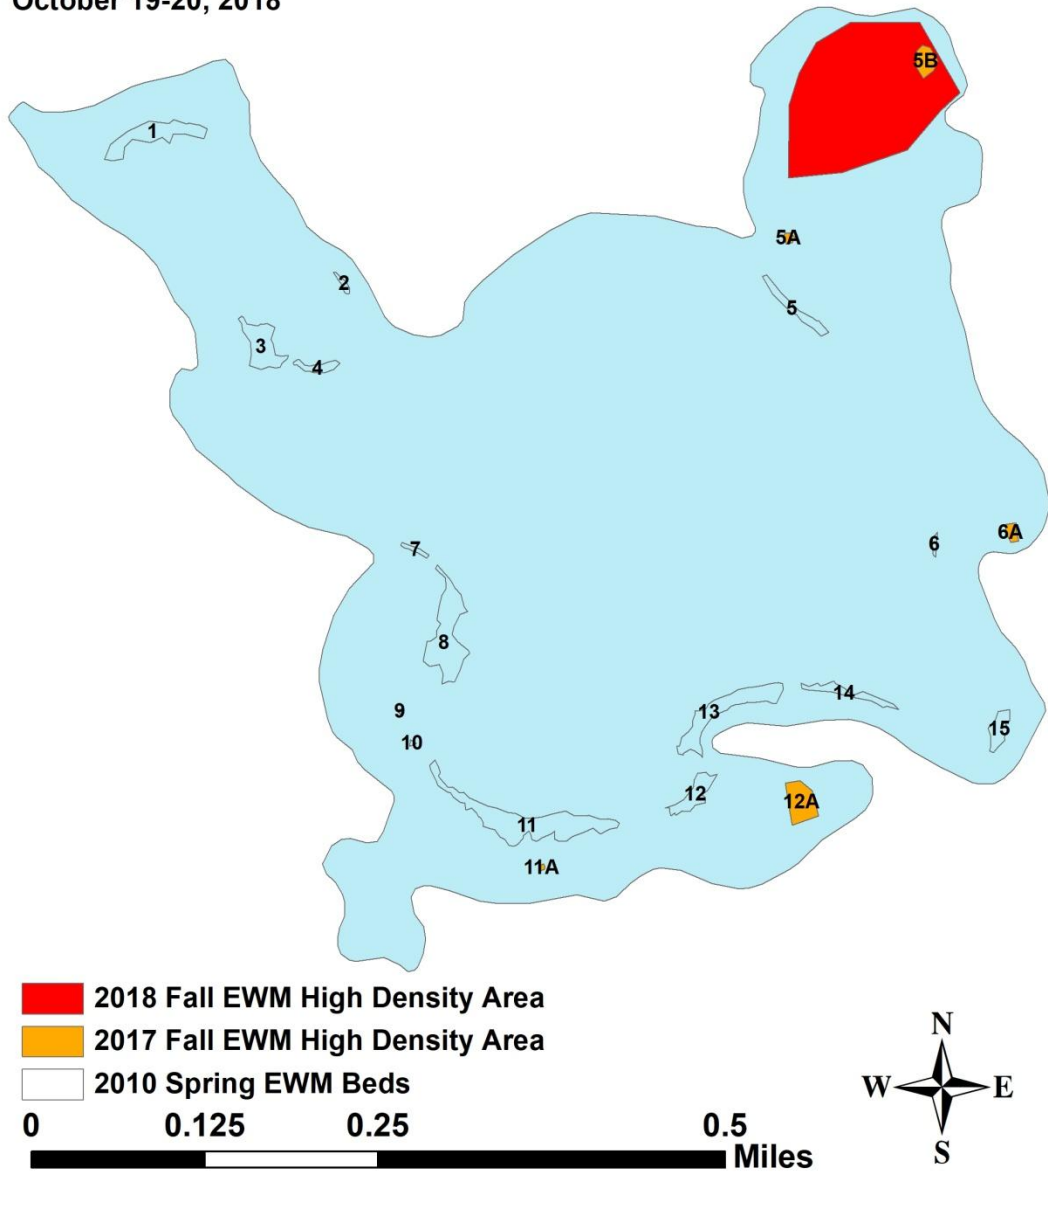 October 19-20, 2018
5B
1
5A
2
5
3
4
6A
6
7
8
9
10
13
14
15
12
12A
11
11A
2018 Fall EWM High Density Area
2017 Fall EWM High Density Area
2010 Spring EWM Beds
0 0.125 0.25 0.5
Miles
N
W E
S